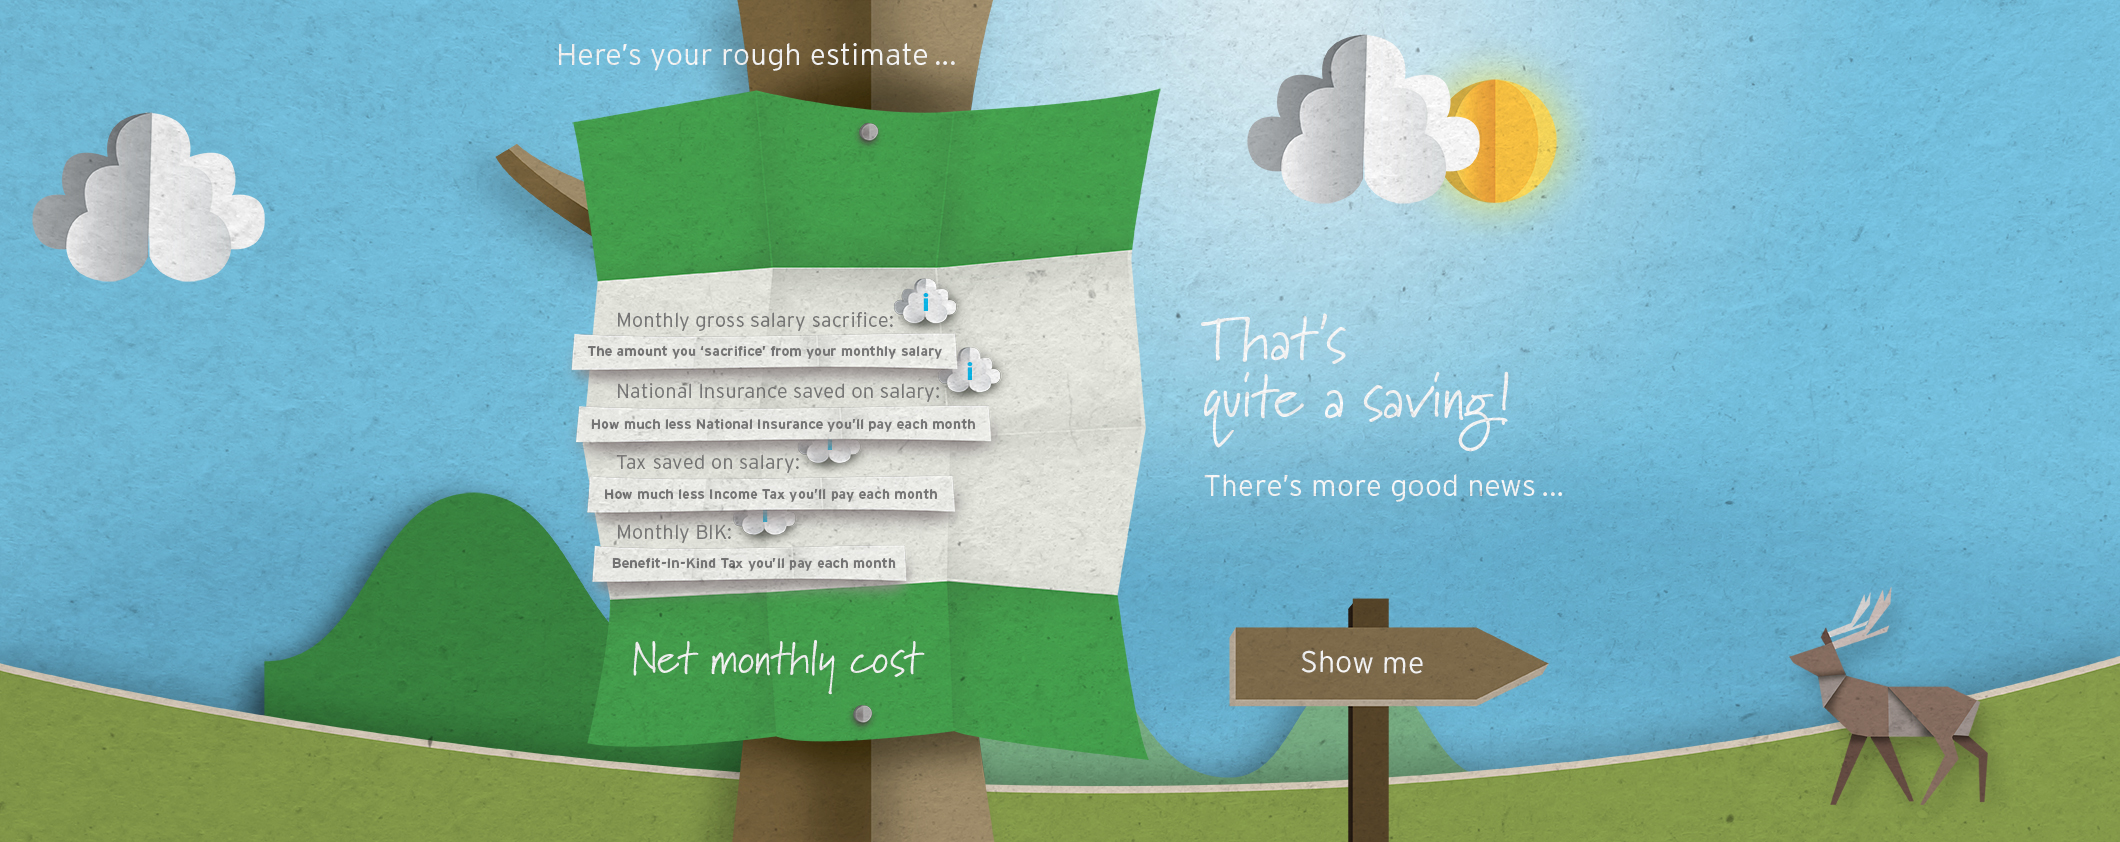 Here's your rough estimate ...
Monthly gross salary sacrifice:
i
The amount you ‘sacrifice’ from your monthly salary
National Insurance saved on salary:
i
How much less National Insurance you'll pay each month
Tax saved on salary:
i
How much less Income Tax you'll pay each month
Monthly BIK:
i
Benefit-In-Kind Tax you'll pay each month
Net monthly cost
That's
quite a saving!
There's more good news ...
Show me